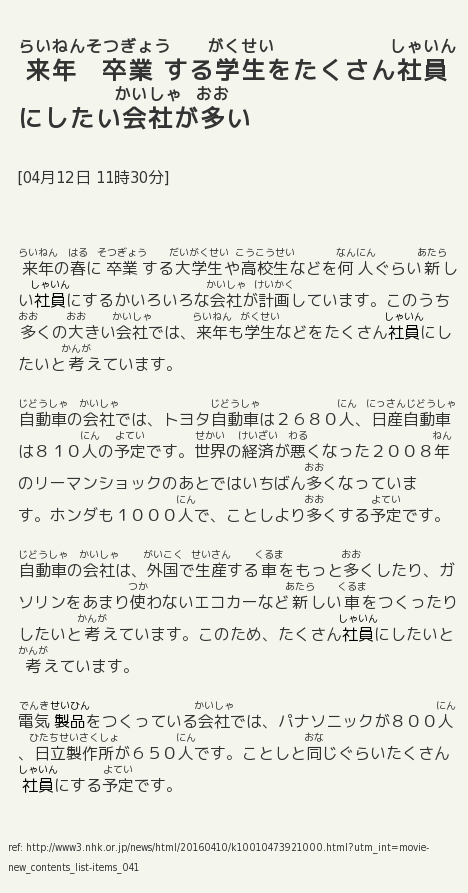 らいねんそつぎょう がくせい しゃいん
来年 卒業 する学生をたくさん社員
かいしゃ おお
にしたい会社が多い
[04月12日 11時30分]
らいねん はる そつぎょう だいがくせい こうこうせい なんにん あたら
来年の春に 卒業 する大学生や高校生などを何 人ぐらい新し
しゃいん かいしゃ けいかく
い社員にするかいろいろな会社が計画しています。このうち
おお おお かいしゃ らいねん がくせい しゃいん
多くの大きい会社では、来年も学生などをたくさん社員にし
かんが
たいと考えています。
じどうしゃ かいしゃ じどうしゃ にん にっさんじどうしゃ
自動車の会社では、トヨタ自動車は２６８０人、日産自動車
にん よてい せかい けいざい わる ねん
は８１０人の予定です。世界の経済が悪くなった２００８年
おお
のリーマンショックのあとではいちばん多くなっていま
にん おお よてい
す。ホンダも１０００人で、ことしより多くする予定です。
じどうしゃ かいしゃ がいこく せいさん くるま おお
自動車の会社は、外国で生産する車をもっと多くしたり、ガ
つか あたら くるま
ソリンをあまり使わないエコカーなど新しい車をつくったり
かんが しゃいん
したいと考えています。このため、たくさん社員にしたいと
かんが
考えています。
でんきせいひん かいしゃ にん
電気 製品をつくっている会社では、パナソニックが８００人
ひたちせいさくしょ にん おな
、日立製作所が６５０人です。ことしと同じぐらいたくさん
しゃいん よてい
社員にする予定です。
ref: http://www3.nhk.or.jp/news/html/20160410/k10010473921000.html?utm_int=movie-
new_contents_list-items_041